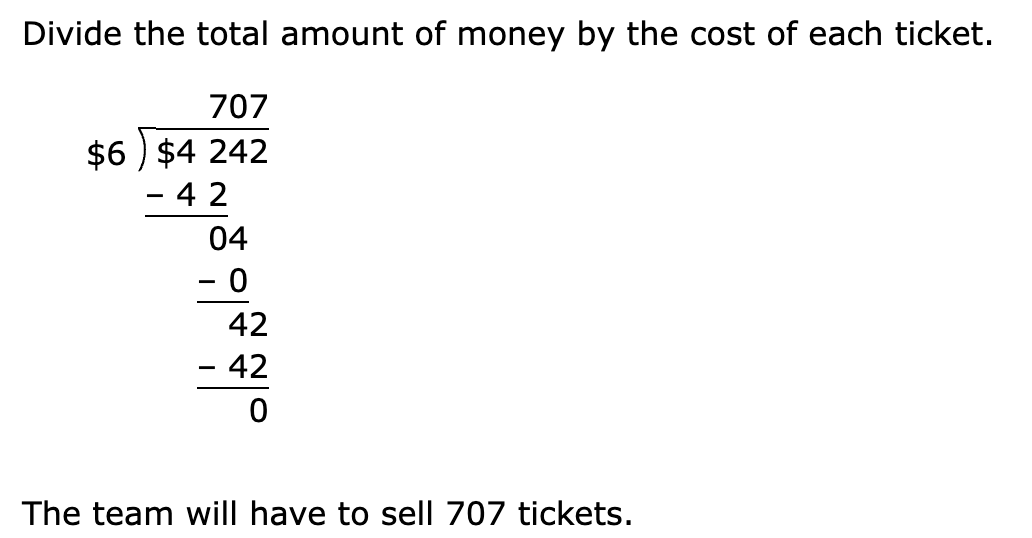 Divide the total amount of money by the cost of each ticket.
707
$6 ) $4 242
– 4 2
04
– 0
42
– 42
0
The team will have to sell 707 tickets.